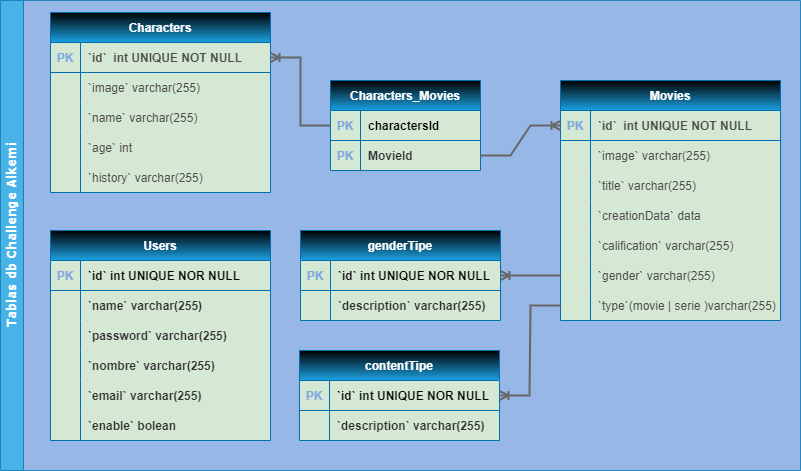 Tablas db Challenge Alkemi
Characters
PK `id` int UNIQUE NOT NULL
`image` varchar(255)
`name` varchar(255)
`age` int
`history` varchar(255)
Characters_Movies
PK charactersId
PK MovieId
Movies
PK `id` int UNIQUE NOT NULL
`image` varchar(255)
`title` varchar(255)
`creationData` data
`calification` varchar(255)
`gender` varchar(255)
`type`(movie | serie )varchar(255)
Users
PK `id` int UNIQUE NOR NULL
`name` varchar(255)
`password` varchar(255)
`nombre` varchar(255)
`email` varchar(255)
`enable` bolean
genderTipe
PK `id` int UNIQUE NOR NULL
`description` varchar(255)
contentTipe
PK `id` int UNIQUE NOR NULL
`description` varchar(255)